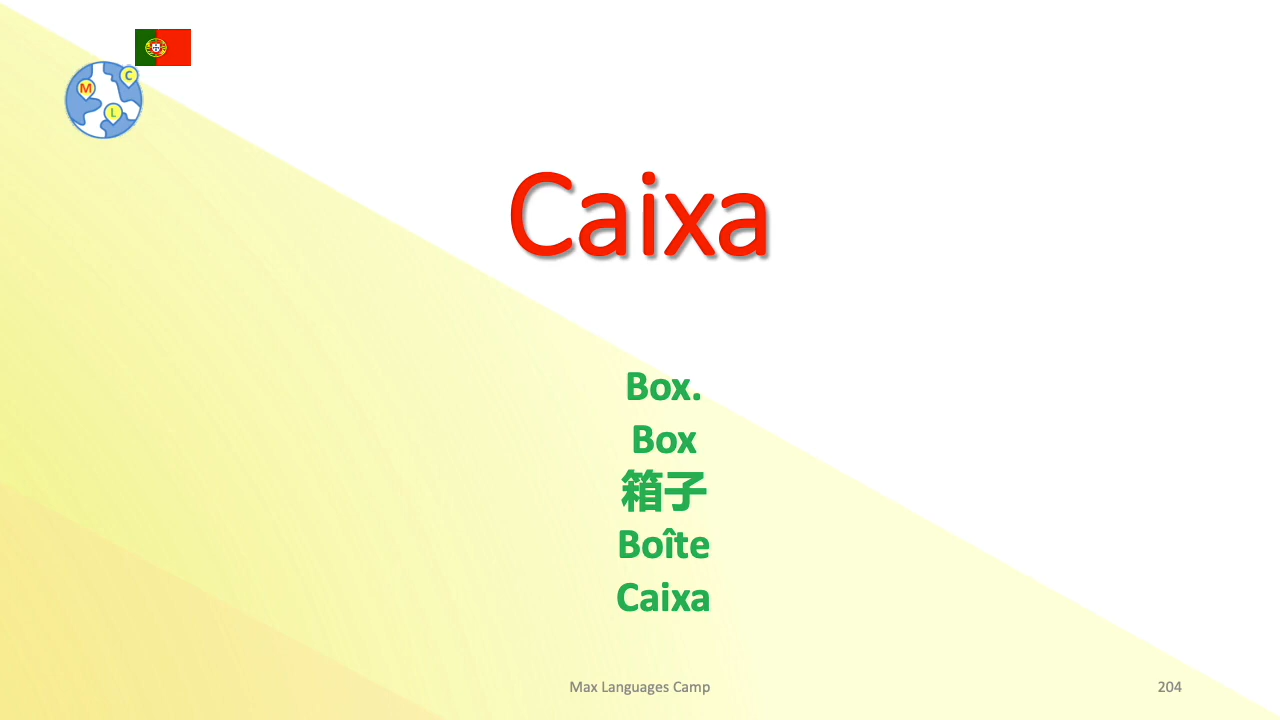 C
M
L
Caixa
Box.
Box
箱子
Boîte
Caixa
Max Languages Camp
204